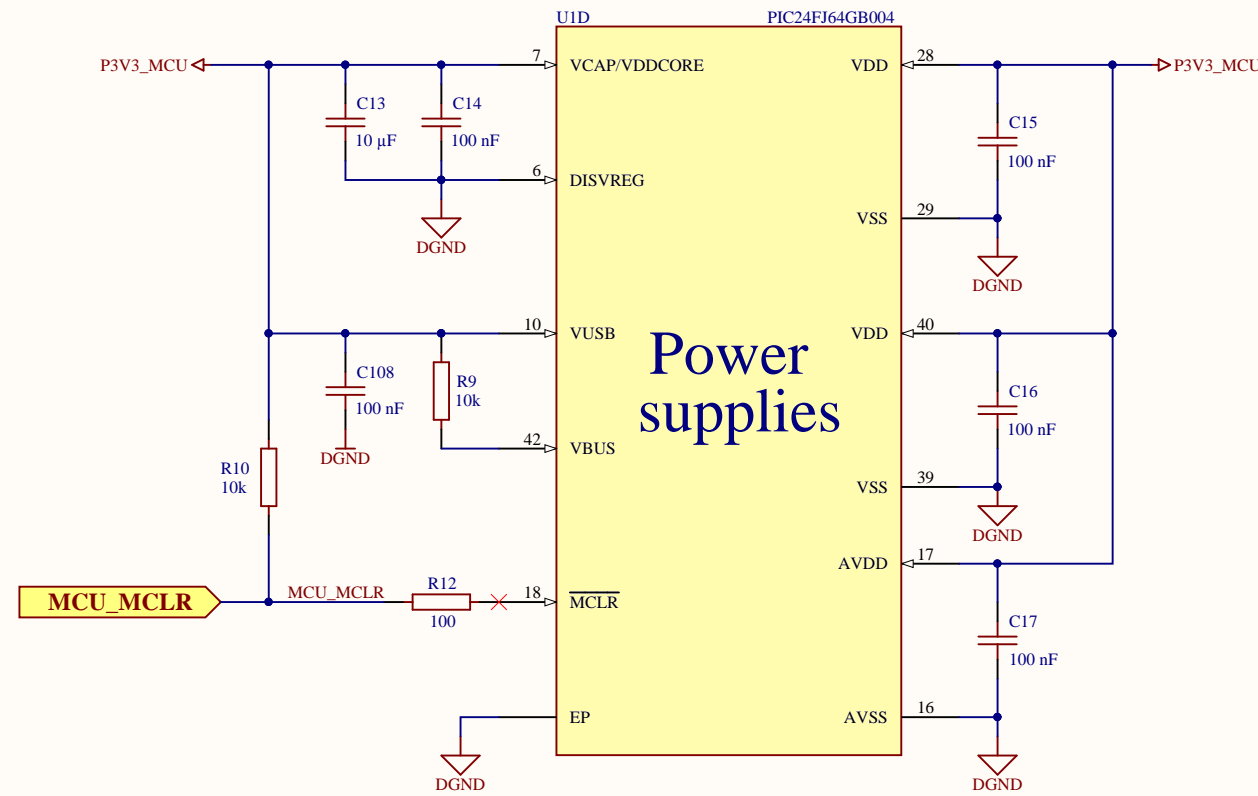 U1D
PIC24FJ64GB004
P3V3_MCU
7
VCAP/VDDCORE
VDD
28
P3V3_MCU
C13
10 µF
C14
100 nF
C15
100 nF
6
DISVREG
DGND
VSS
29
DGND
10
VUSB
VDD
40
Power
supplies
C108
100 nF
R9
10k
C16
100 nF
DGND
42
VBUS
R10
10k
VSS
39
DGND
AVDD
17
MCU_MCLR
MCU_MCLR
R12
100
18
MCLR
C17
100 nF
EP
AVSS
16
DGND
DGND